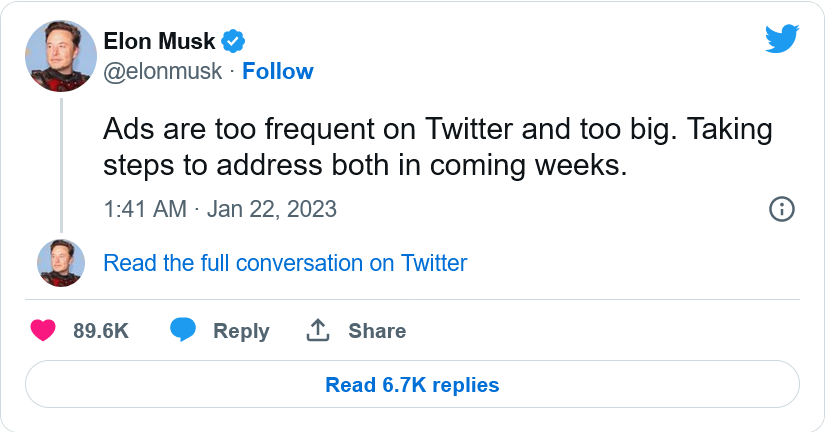 Elon Musk
@elonmusk · Follow
Ads are too frequent on Twitter and too big. Taking
steps to address both in coming weeks.
1:41 AM · Jan 22, 2023
Read the full conversation on Twitter
89.6K Reply Share
Read 6.7K replies